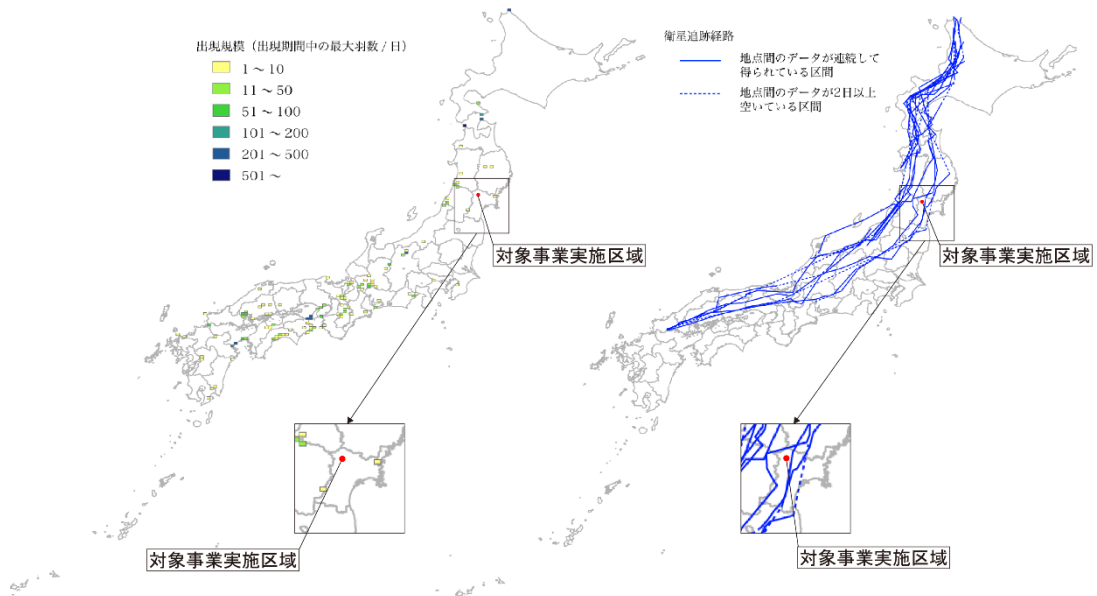 出現規模（出現期間中の最大羽数/日）
1～10
11～50
51～100
101～200
201～500
501～
対象事業実施区域
対象事業実施区域
衛星追跡経路
地点間のデータが連続して
得られている区間
地点間のデータが2日以上
空いている区間
対象事業実施区域
対象事業実施区域